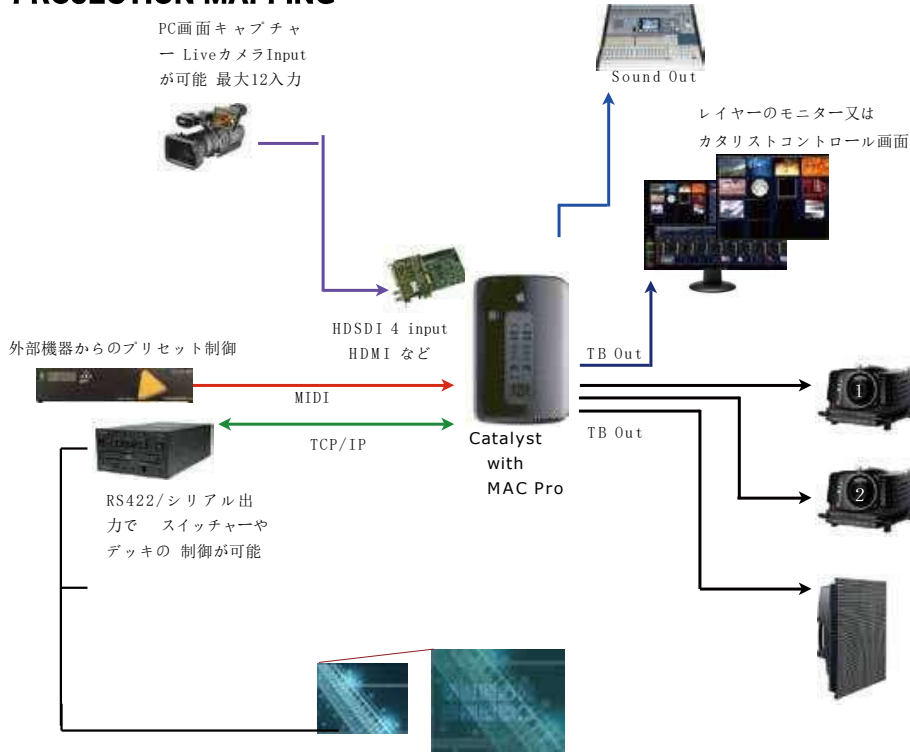 PROJECTION MAPPING
PC画面キャプチャ
ー LiveカメラInput
が可能 最大12入力
Sound Out
レイヤーのモニター又は
カタリストコントロール画面
HDSDI 4 input
HDMI など
外部機器からのプリセット制御
MIDI
TCP/IP
TB Out
TB Out
Catalyst
with
MAC Pro
1
2
RS422/シリアル出
力で スイッチャーや
デッキの 制御が可能